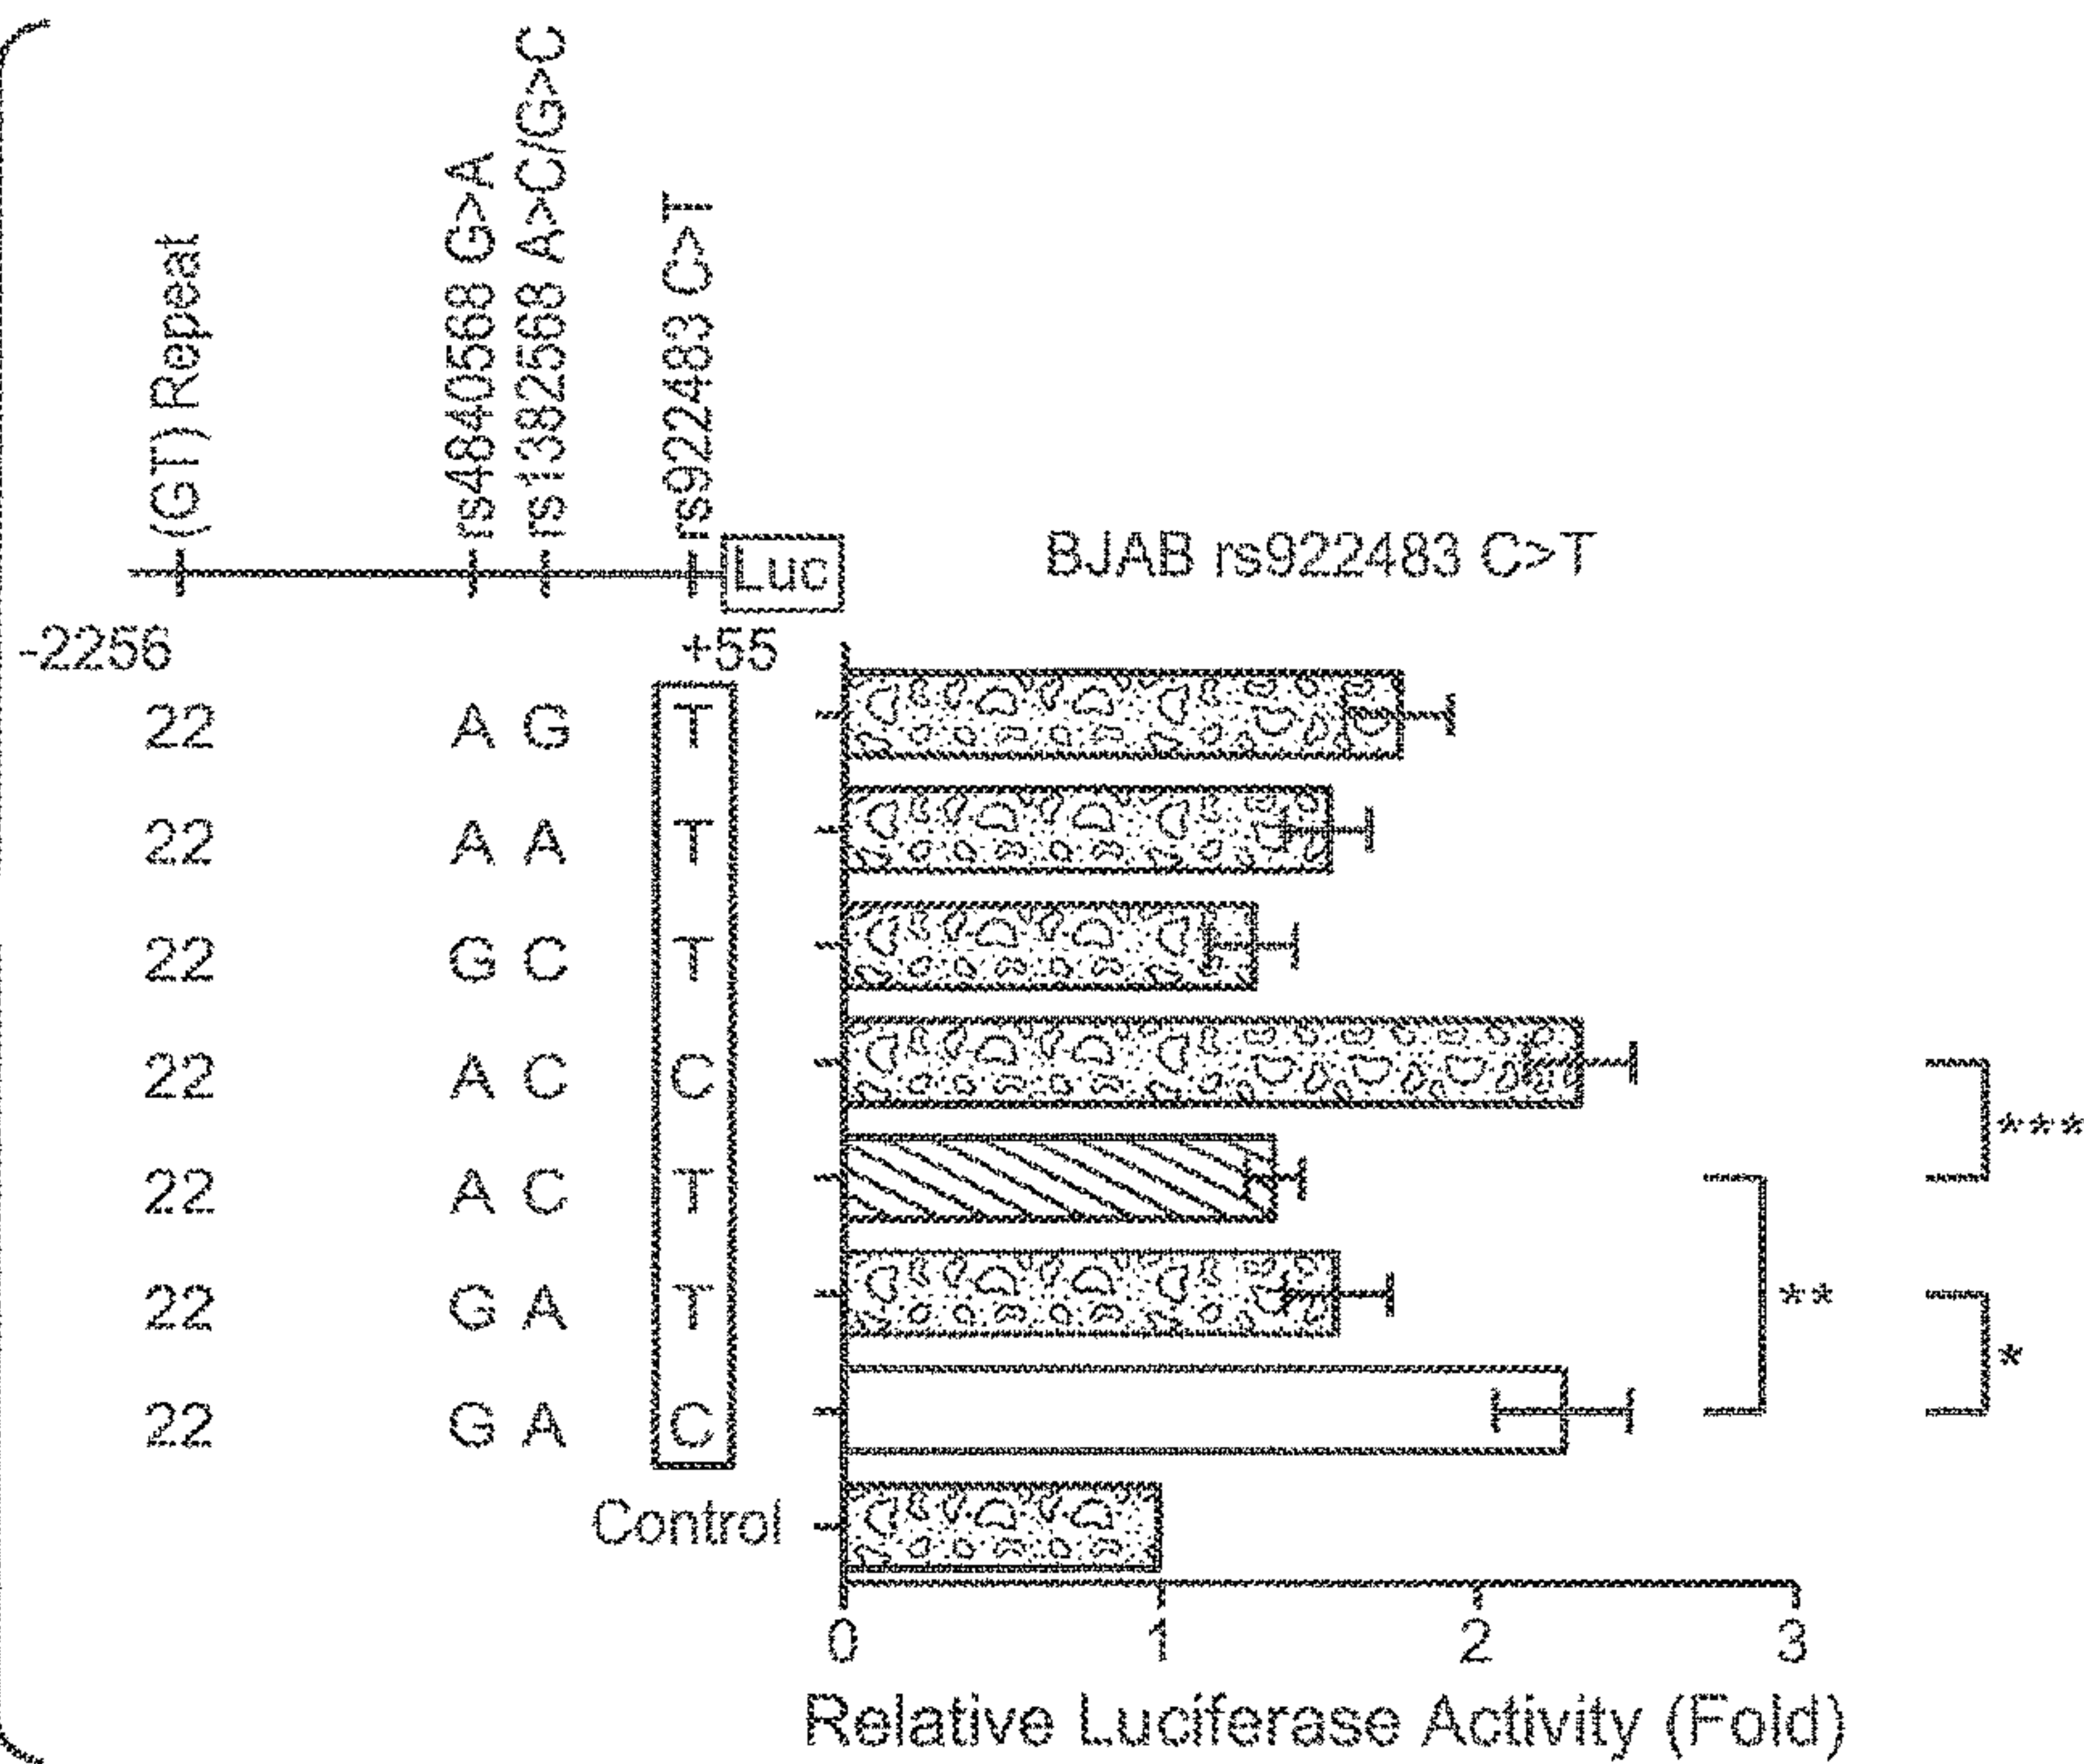 (GT) Repeat
rs4840568 G>A
rs1382568 A>C/G>C
rs922483 C>T
Luc
BJAB rs922483 C>T
-2256 +55
22 A G T
22 A A T
22 G C T
22 A C C
***
22 A C T
22 G A T
**
*
22 G A C
Control
0 1 2 3
Relative Luciferase Activity (Fold)